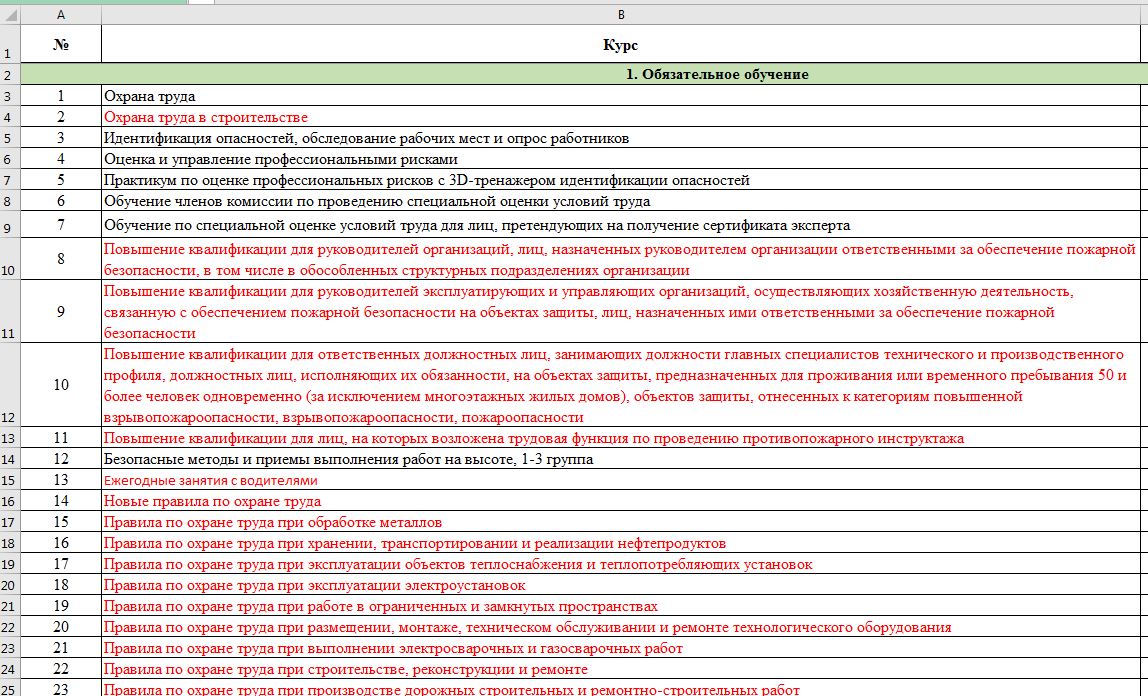 A B
1 № Курс
2 1. Обязательное обучение
3 1 Охрана труда
4 2 Охрана труда в строительстве
5 3 Идентификация опасностей, обследование рабочих мест и опрос работников
6 4 Оценка и управление профессиональными рисками
7 5 Практикум по оценке профессиональных рисков с 3D-тренажером идентификации опасностей
8 6 Обучение членов комиссии по проведению специальной оценки условий труда
9 7 Обучение по специальной оценке условий труда для лиц, претендующих на получение сертификата эксперта
10 8 Повышение квалификации для руководителей организаций, лиц, назначенных руководителем организации ответственными за обеспечение пожарной
безопасности, в том числе в обособленных структурных подразделениях организации
11 9 Повышение квалификации для руководителей эксплуатирующих и управляющих организаций, осуществляющих хозяйственную деятельность,
связанную с обеспечением пожарной безопасности на объектах защиты, лиц, назначенных ими ответственными за обеспечение пожарной
безопасности
12 10 Повышение квалификации для ответственных должностных лиц, занимающих должности главных специалистов технического и производственного
профиля, должностных лиц, исполняющих их обязанности, на объектах защиты, предназначенных для проживания или временного пребывания 50 и
более человек одновременно (за исключением многоэтажных жилых домов), объектов защиты, отнесенных к категориям повышенной
взрывопожароопасности, взрывопожароопасности, пожароопасности
13 11 Повышение квалификации для лиц, на которых возложена трудовая функция по проведению противопожарного инструктажа
14 12 Безопасные методы и приемы выполнения работ на высоте, 1-3 группа
15 13 Ежегодные занятия с водителями
16 14 Новые правила по охране труда
17 15 Правила по охране труда при обработке металлов
18 16 Правила по охране труда при хранении, транспортировании и реализации нефтепродуктов
19 17 Правила по охране труда при эксплуатации объектов теплоснабжения и теплопотребляющих установок
20 18 Правила по охране труда при эксплуатации электроустановок
21 19 Правила по охране труда при работе в ограниченных и замкнутых пространствах
22 20 Правила по охране труда при размещении, монтаже, техническом обслуживании и ремонте технологического оборудования
23 21 Правила по охране труда при выполнении электросварочных и газосварочных работ
24 22 Правила по охране труда при строительстве, реконструкции и ремонте
25 23 Правила по охране труда при производстве дорожных строительных и ремонтно-строительных работ